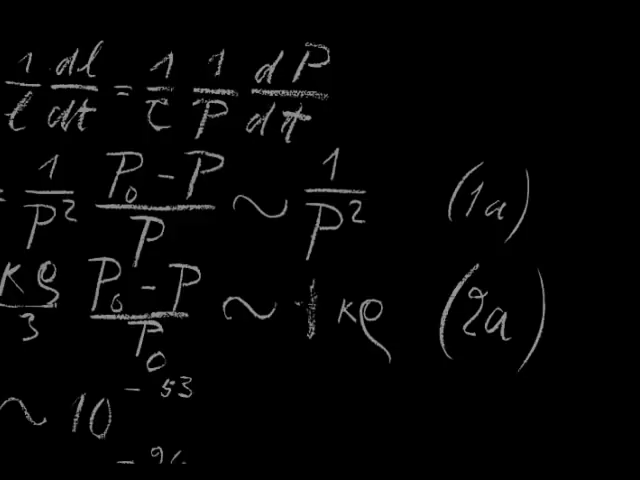 1/l dl/dt = 1/c 1/P dP/dt
= 1/P² P₀ - P/P ~ 1/P² (1a)
κρ/3 P₀ - P/P₀ ~ κρ (2a)
~ 10⁻⁵³